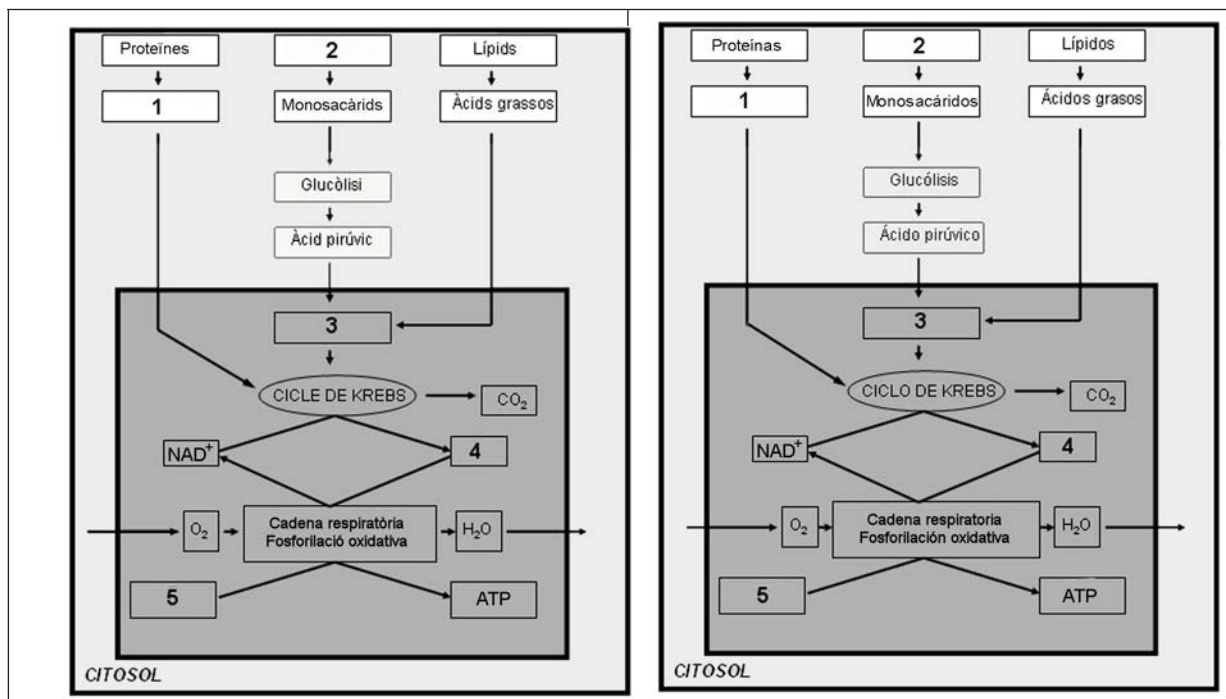 Proteïnes
2
Lípids
1
Monosacàrids
Àcids grassos
Glucòlisi
Àcid pirúvic
3
CICLE DE KREBS
CO2
NAD+
4
O2
Cadena respiratòria
Fosforilació oxidativa
H2O
5
ATP
CITOSOL
Proteínas
2
Lípidos
1
Monosacáridos
Ácidos grasos
Glucólisis
Ácido pirúvico
3
CICLO DE KREBS
CO2
NAD+
4
O2
Cadena respiratoria
Fosforilación oxidativa
H2O
5
ATP
CITOSOL